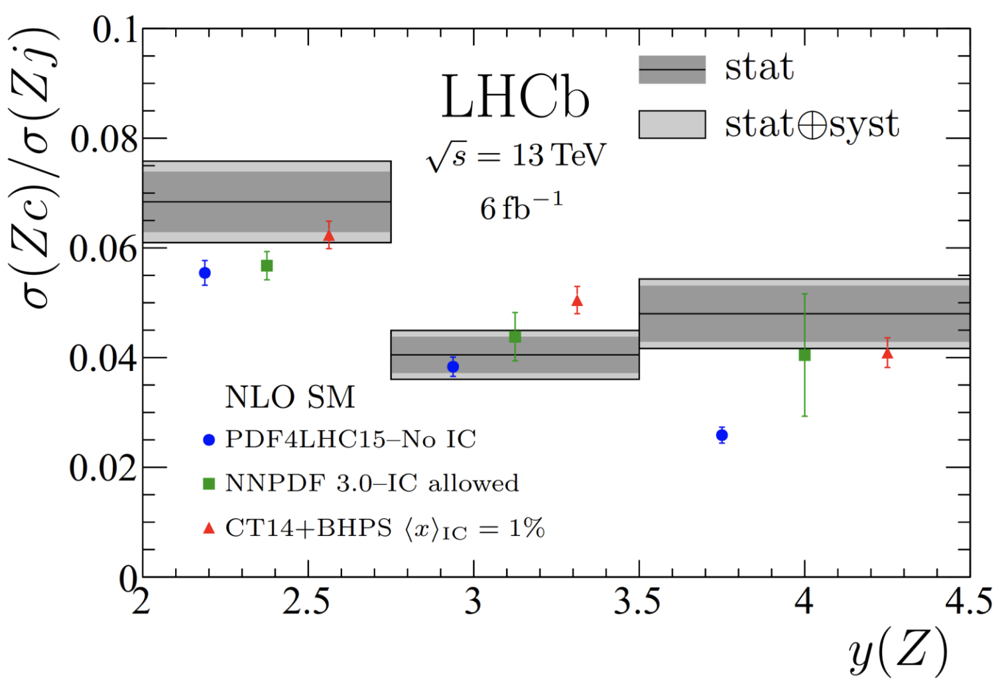 σ(Zc)/σ(Zj)
0.1
0.08
0.06
0.04
0.02
0
LHCb
√s = 13 TeV
6 fb⁻¹
stat
stat⊕syst
NLO SM
PDF4LHC15–No IC
NNPDF 3.0–IC allowed
CT14+BHPS ⟨x⟩IC = 1%
2 2.5 3 3.5 4 4.5
y(Z)